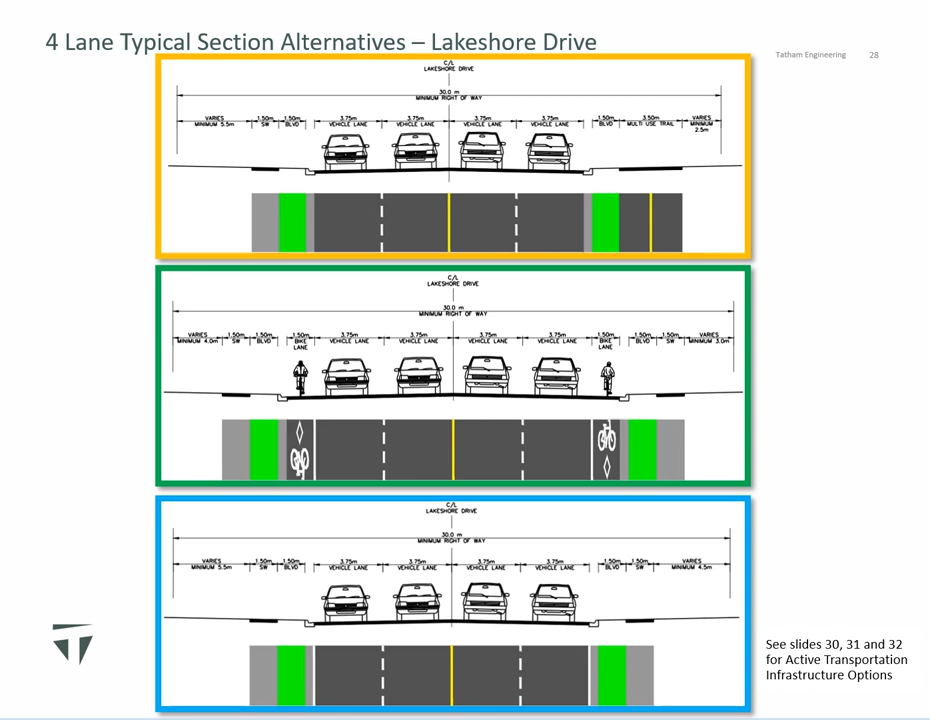 4 Lane Typical Section Alternatives – Lakeshore Drive
Tatham Engineering 28
C/L
LAKESHORE DRIVE
30.0 m
MINIMUM RIGHT OF WAY
VARIES 1.50m 1.50m 3.75m 3.75m 3.75m 3.75m 1.50m 3.50m VARIES
MINIMUM 5.5m SW BLVD VEHICLE LANE VEHICLE LANE VEHICLE LANE VEHICLE LANE BLVD MULTI USE TRAIL MINIMUM
2.5m
C/L
LAKESHORE DRIVE
30.0 m
MINIMUM RIGHT OF WAY
VARIES 1.50m 1.50m 1.50m 3.75m 3.75m 3.75m 3.75m 1.50m 1.50m 1.50m VARIES
MINIMUM 4.0m SW BLVD BIKE VEHICLE LANE VEHICLE LANE VEHICLE LANE VEHICLE LANE BIKE BLVD SW MINIMUM 3.0m
LANE LANE
C/L
LAKESHORE DRIVE
30.0m
MINIMUM RIGHT OF WAY
VARIES 1.50m 1.50m 3.75m 3.75m 3.75m 3.75m 1.50m 1.50m VARIES
MINIMUM 5.5m SW BLVD VEHICLE LANE VEHICLE LANE VEHICLE LANE VEHICLE LANE BLVD SW MINIMUM 4.5m
See slides 30, 31 and 32
for Active Transportation
Infrastructure Options